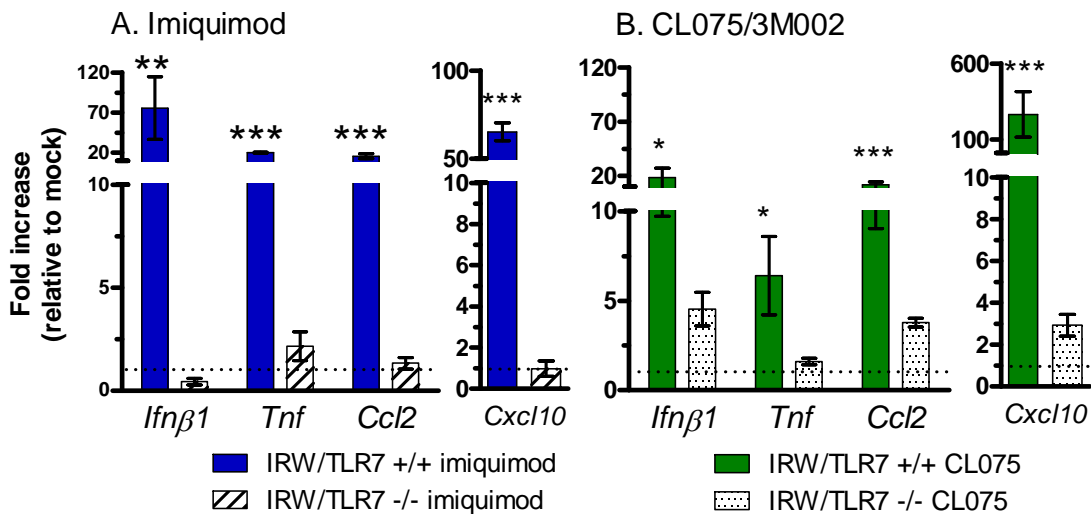 A. Imiquimod
B. CL075/3M002
Fold increase
(relative to mock)
120
70
20
10
5
0
**
***
***
Ifnβ1
Tnf
Ccl2
100
50
10
8
6
4
2
0
***
Cxcl10
120
70
20
10
5
0
*
*
***
Ifnβ1
Tnf
Ccl2
600
100
10
8
6
4
2
0
***
Cxcl10
IRW/TLR7 +/+ imiquimod
IRW/TLR7 -/- imiquimod
IRW/TLR7 +/+ CL075
IRW/TLR7 -/- CL075